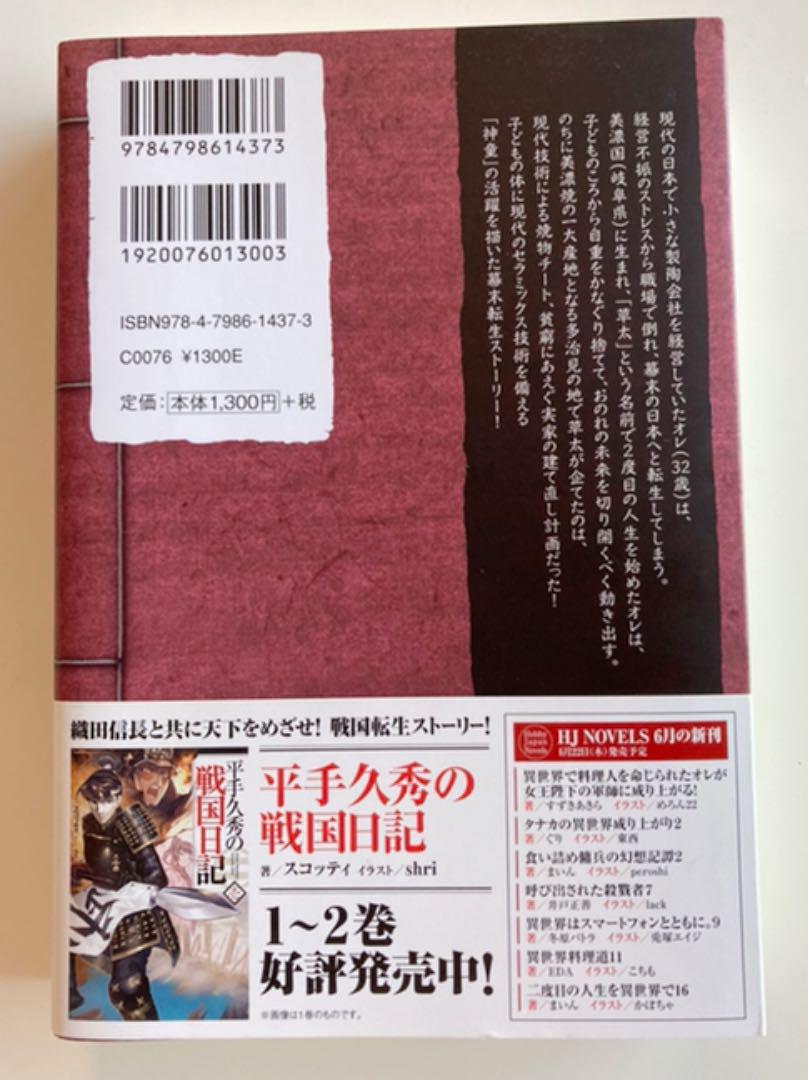 9784798614373
1920076013003
ISBN978-4-7986-1437-3
C0076 ¥1300E
定価：本体1,300円＋税
現代の日本で小さな製陶会社を経営していたオレ（32歳）は、
経営不振のストレスから職場で倒れ、幕末の日本へと転生してしまう。
美濃国（岐阜県）に生まれ、「草太」という名前で2度目の人生を始めたオレは、
子どものころから自重をかなぐり捨てて、おのれの未来を切り開くべく動き出す。
のちに美濃焼の一大産地となる多治見の地で草太が企てたのは、
現代技術による焼物チート、貧窮にあえぐ実家の建て直し計画だった！
子どもの体に現代のセラミックス技術を備える
「神童」の活躍を描いた幕末転生ストーリー！
織田信長と共に天下をめざせ！ 戦国転生ストーリー！
平手久秀の
戦国日記
壱
平手久秀の
戦国日記
著／スコッティ イラスト／shri
1～2巻
好評発売中！
※画像は1巻のものです。
Hobby
Japan
Novels
HJ NOVELS 6月の新刊
6月22日（木）発売予定
異世界で料理人を命じられたオレが
女王陛下の軍師に成り上がる！
著／すずきあきら イラスト／めろん22
タナカの異世界成り上がり2
著／ぐり イラスト／東西
食い詰め傭兵の幻想奇譚2
著／まいん イラスト／peroshi
呼び出された殺戮者7
著／井戸正善 イラスト／lack
異世界はスマートフォンとともに。9
著／冬原パトラ イラスト／兎塚エイジ
異世界料理道11
著／EDA イラスト／こちも
二度目の人生を異世界で16
著／まいん イラスト／かぼちゃ